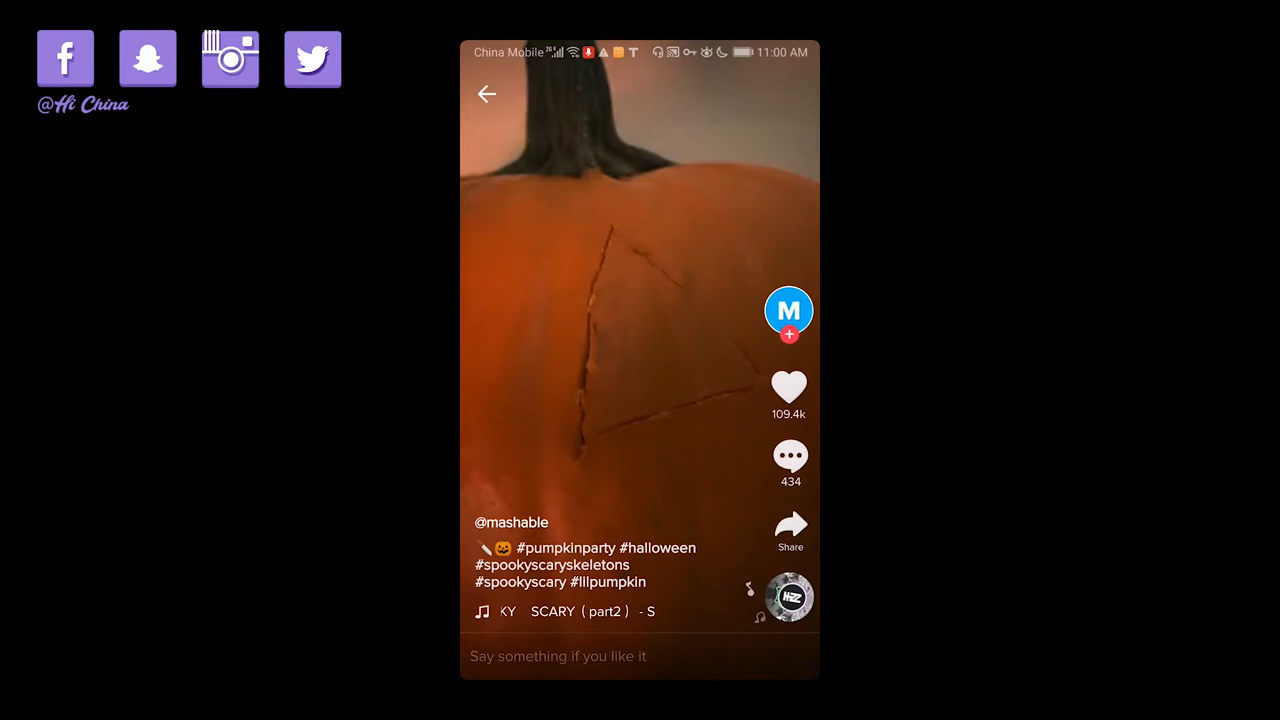 @Hi China
China Mobile 11:00 AM
M
109.4k
434
@mashable
#pumpkinparty #halloween
#spookyscaryskeletons
#spookyscary #lilpumpkin
Share
KY SCARY ( part2 ) - S
Say something if you like it